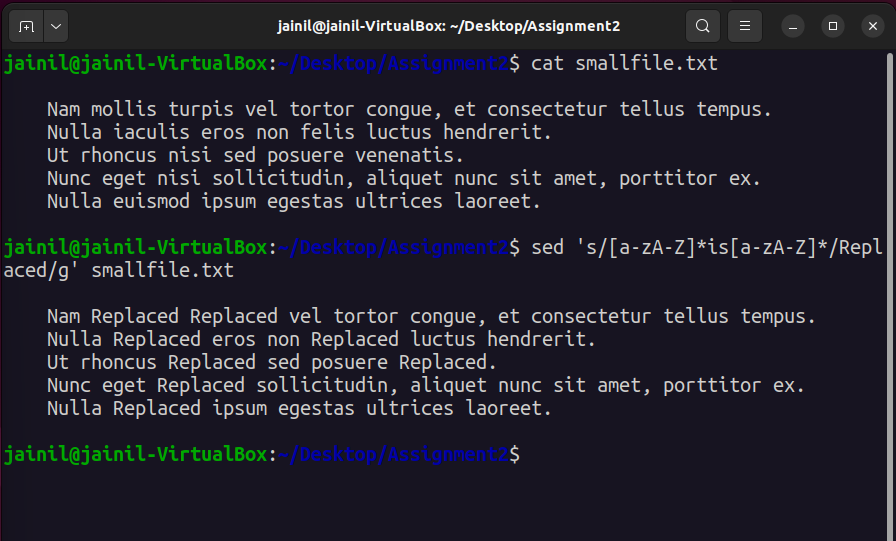 jainil@jainil-VirtualBox: ~/Desktop/Assignment2
jainil@jainil-VirtualBox:~/Desktop/Assignment2$ cat smallfile.txt
Nam mollis turpis vel tortor congue, et consectetur tellus tempus.
Nulla iaculis eros non felis luctus hendrerit.
Ut rhoncus nisi sed posuere venenatis.
Nunc eget nisi sollicitudin, aliquet nunc sit amet, porttitor ex.
Nulla euismod ipsum egestas ultrices laoreet.
jainil@jainil-VirtualBox:~/Desktop/Assignment2$ sed 's/[a-zA-Z]*is[a-zA-Z]*/Repl
aced/g' smallfile.txt
Nam Replaced Replaced vel tortor congue, et consectetur tellus tempus.
Nulla Replaced eros non Replaced luctus hendrerit.
Ut rhoncus Replaced sed posuere Replaced.
Nunc eget Replaced sollicitudin, aliquet nunc sit amet, porttitor ex.
Nulla Replaced ipsum egestas ultrices laoreet.
jainil@jainil-VirtualBox:~/Desktop/Assignment2$